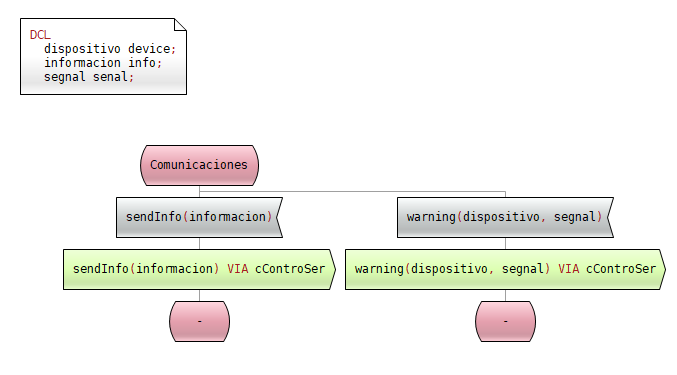 DCL
dispositivo device;
informacion info;
segnal senal;
Comunicaciones
sendInfo(informacion)
warning(dispositivo, segnal)
sendInfo(informacion) VIA cControSer
warning(dispositivo, segnal) VIA cControSer
-
-